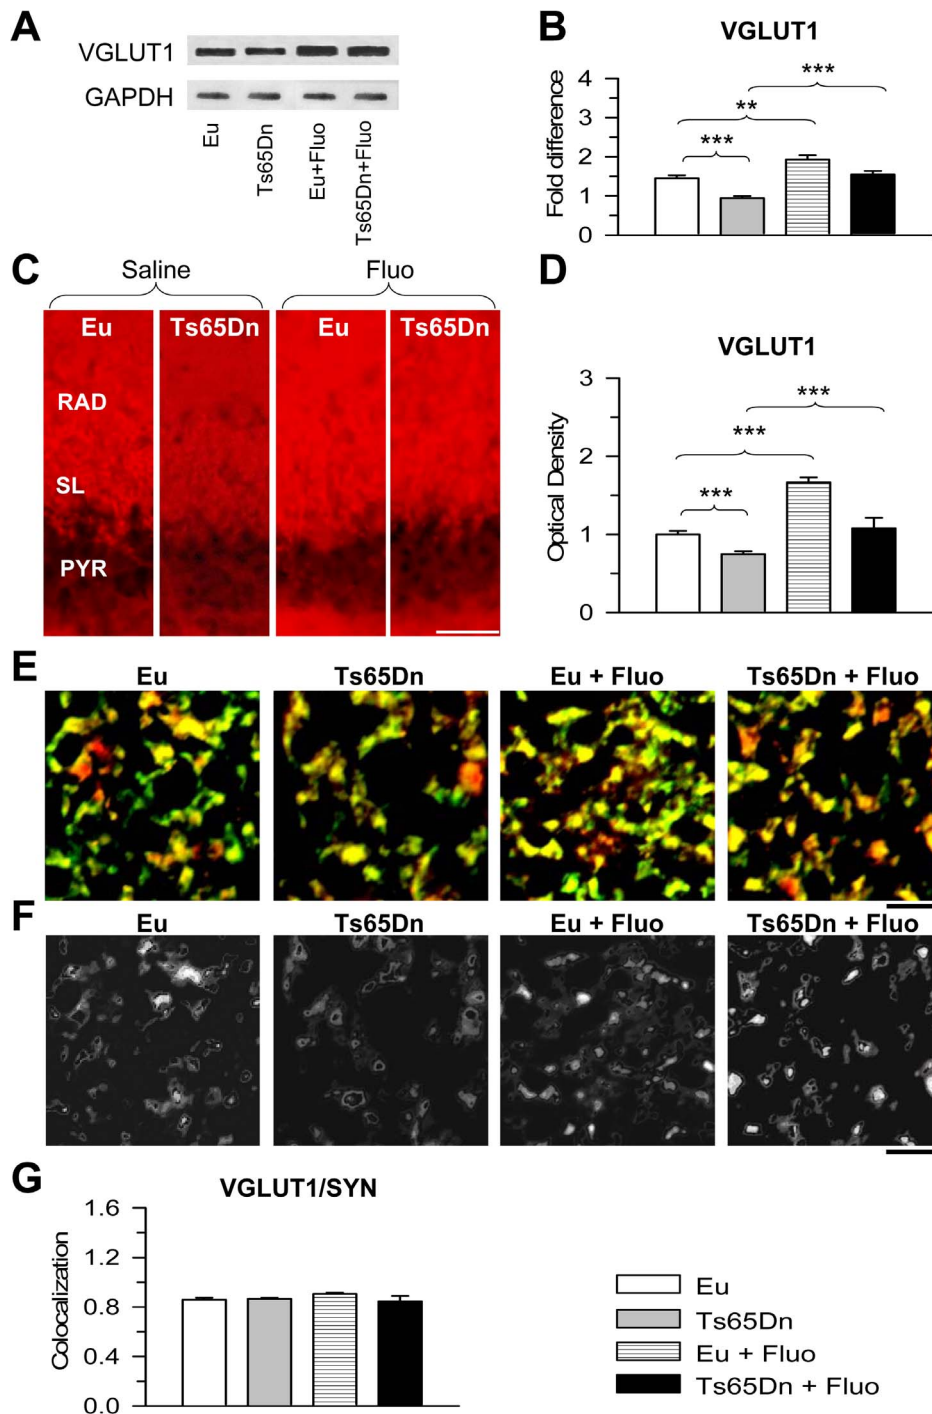 A
VGLUT1
GAPDH
Eu
Ts65Dn
Eu+Fluo
Ts65Dn+Fluo
B
VGLUT1
Fold difference
4
3
2
1
0
***
**
***
C
Saline
Fluo
Eu
Ts65Dn
Eu
Ts65Dn
RAD
SL
PYR
D
VGLUT1
Optical Density
3
2
1
0
***
***
***
E
Eu
Ts65Dn
Eu + Fluo
Ts65Dn + Fluo
F
Eu
Ts65Dn
Eu + Fluo
Ts65Dn + Fluo
G
VGLUT1/SYN
Colocalization
1.6
1.2
0.8
0.4
0.0
Eu
Ts65Dn
Eu + Fluo
Ts65Dn + Fluo